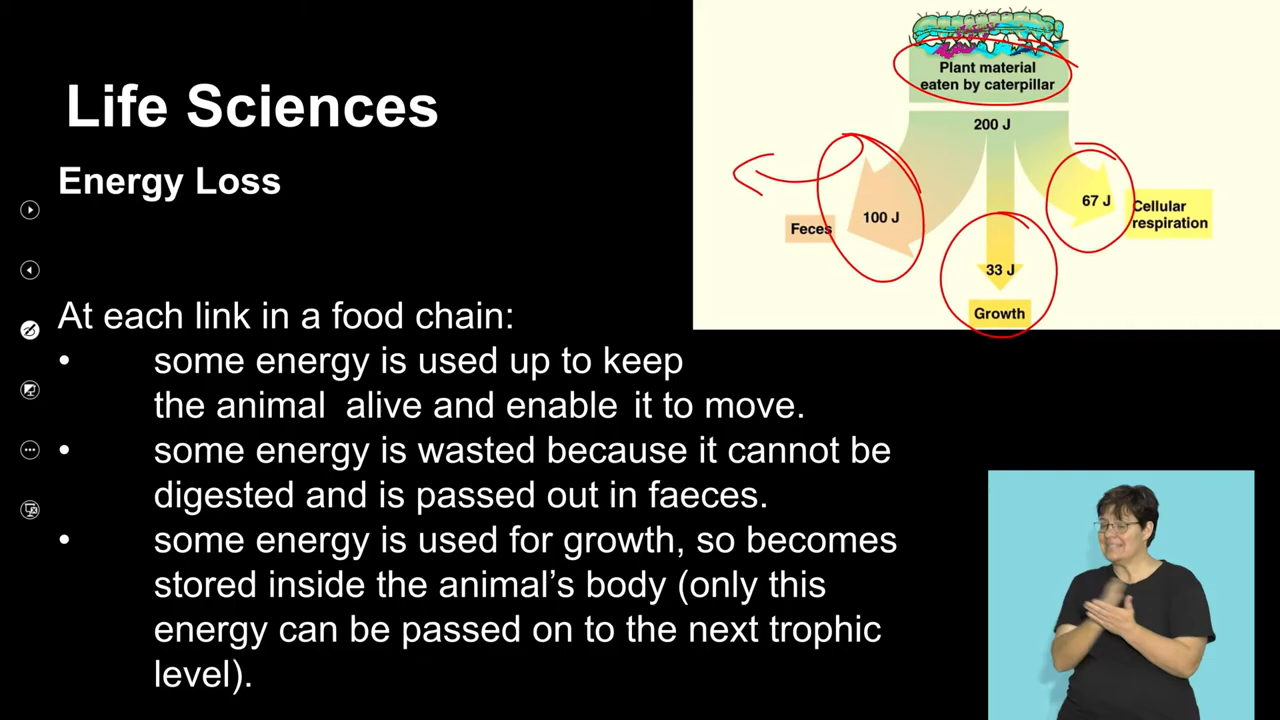 Life Sciences
Energy Loss
At each link in a food chain:
• some energy is used up to keep
the animal alive and enable it to move.
• some energy is wasted because it cannot be
digested and is passed out in faeces.
• some energy is used for growth, so becomes
stored inside the animal’s body (only this
energy can be passed on to the next trophic
level).
Plant material
eaten by caterpillar
200 J
100 J
Feces
33 J
Growth
67 J
Cellular
respiration